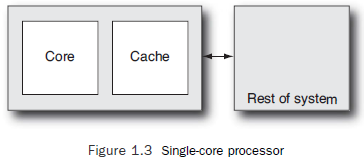 Core
Cache
Rest of system
Figure 1.3 Single-core processor